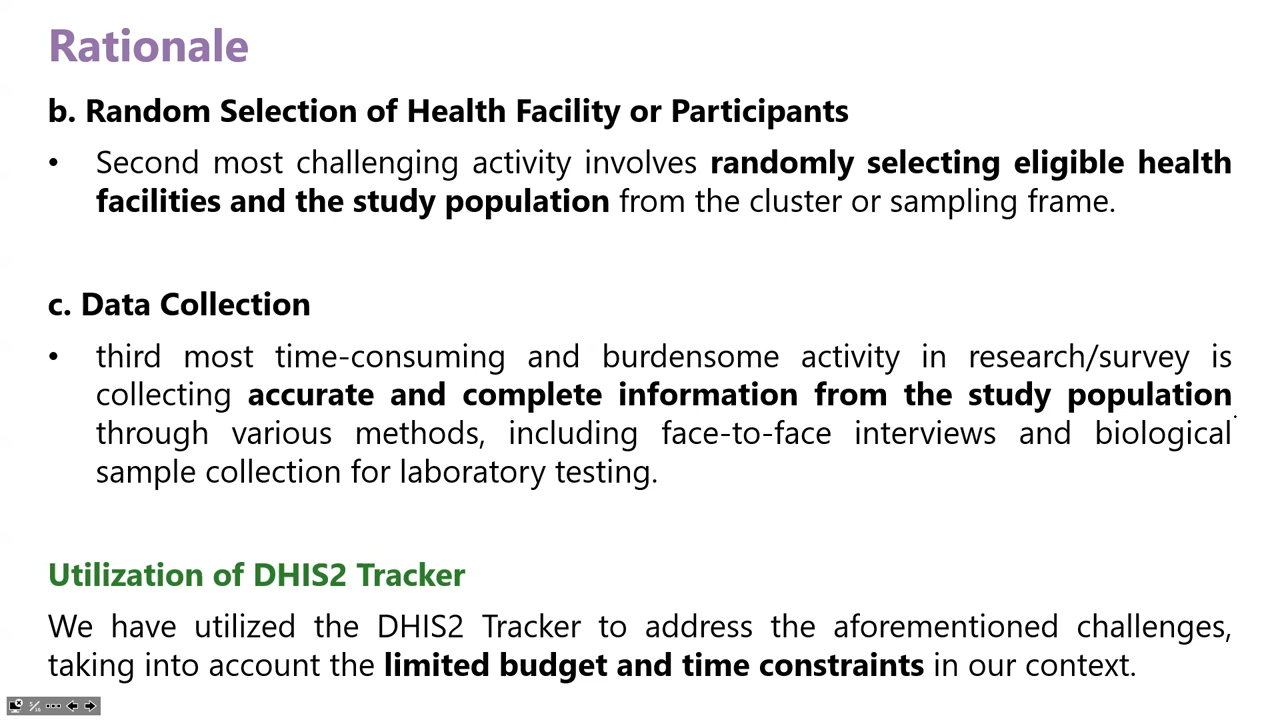 Rationale
b. Random Selection of Health Facility or Participants
• Second most challenging activity involves randomly selecting eligible health
facilities and the study population from the cluster or sampling frame.
c. Data Collection
• third most time-consuming and burdensome activity in research/survey is
collecting accurate and complete information from the study population
through various methods, including face-to-face interviews and biological
sample collection for laboratory testing.
Utilization of DHIS2 Tracker
We have utilized the DHIS2 Tracker to address the aforementioned challenges,
taking into account the limited budget and time constraints in our context.